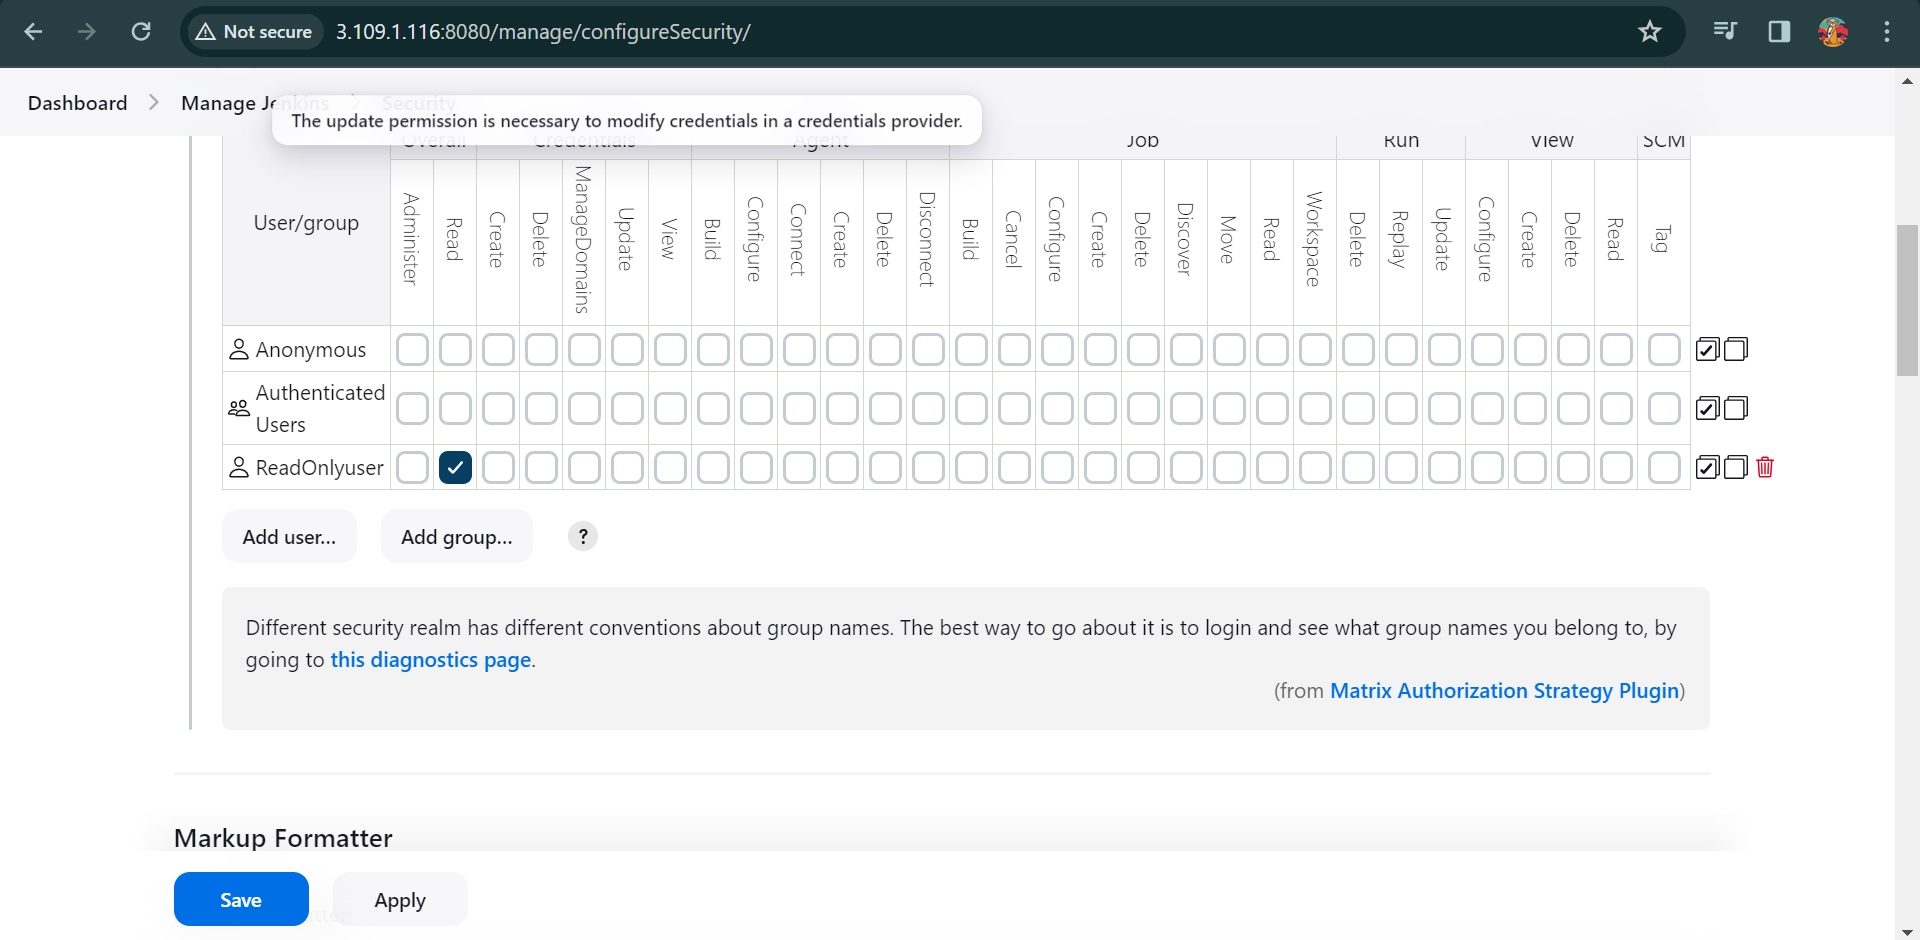 Not secure 3.109.1.116:8080/manage/configureSecurity/
Dashboard Manage Jenkins Security
The update permission is necessary to modify credentials in a credentials provider.
User/group Overall Credentials Agent Job Run View SCM
Administer Read Create Delete ManageDomains Update View Build Configure Connect Create Delete Disconnect Build Cancel Configure Create Delete Discover Move Read Workspace Delete Replay Update Configure Create Delete Read Tag
Anonymous
Authenticated
Users
ReadOnlyuser
Add user... Add group... ?
Different security realm has different conventions about group names. The best way to go about it is to login and see what group names you belong to, by
going to this diagnostics page.
(from Matrix Authorization Strategy Plugin)
Markup Formatter
Save Apply